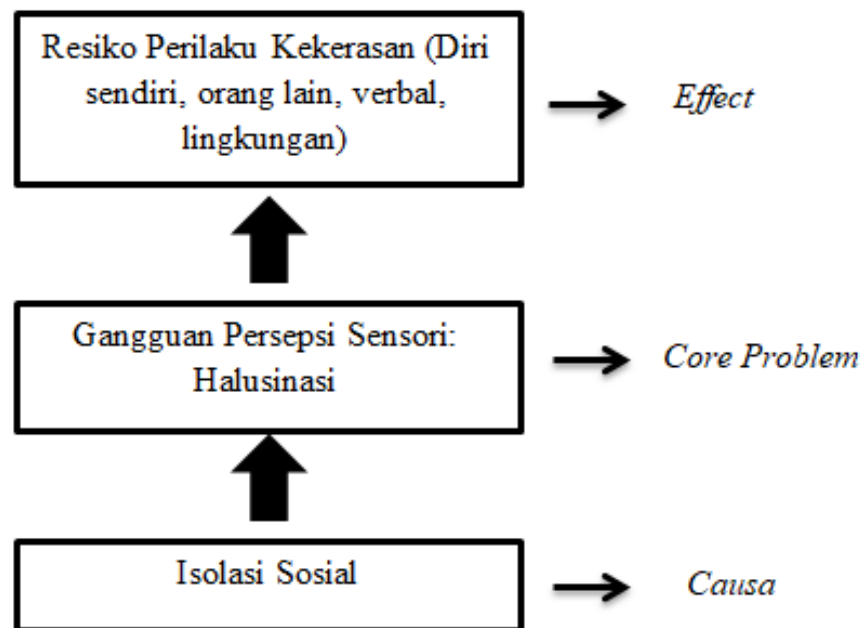 Resiko Perilaku Kekerasan (Diri
sendiri, orang lain, verbal,
lingkungan)
Effect
Gangguan Persepsi Sensori:
Halusinasi
Core Problem
Isolasi Sosial
Causa